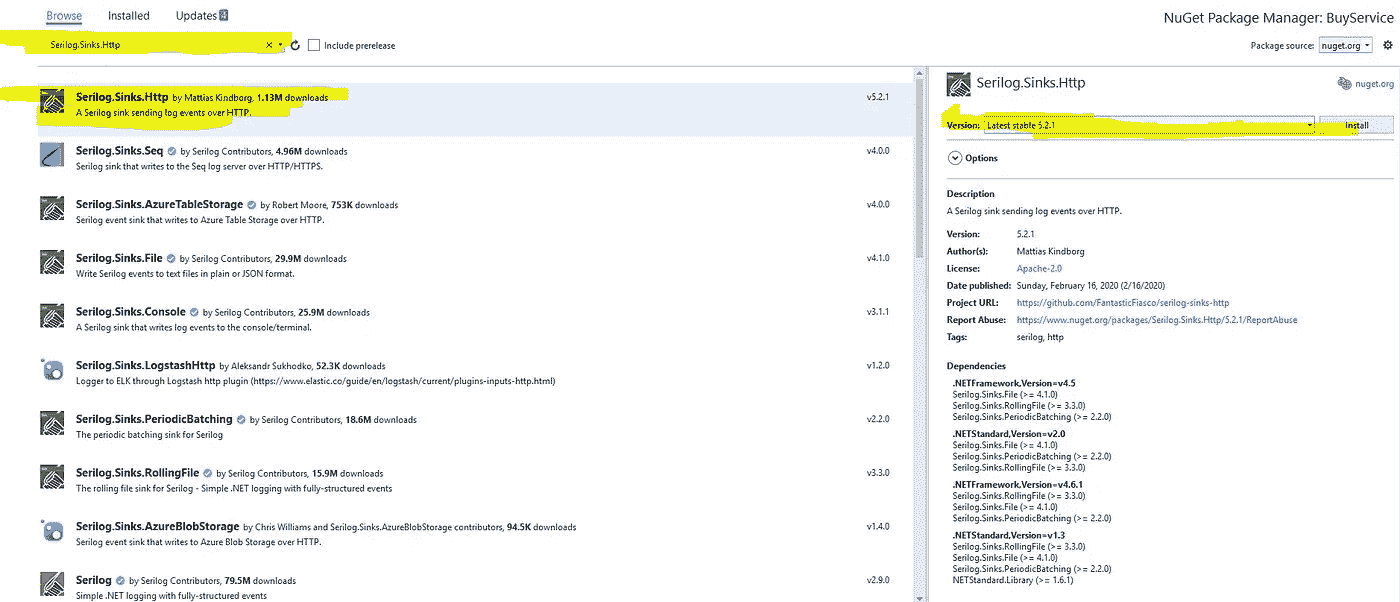 Browse Installed Updates 4
NuGet Package Manager: BuyService
Serilog.Sinks.Http
Include prerelease
Package source: nuget.org
Serilog.Sinks.Http by Mattias Kindborg, 1.13M downloads
v5.2.1
A Serilog sink sending log events over HTTP.
Serilog.Sinks.Seq by Serilog Contributors, 4.96M downloads
v4.0.0
Serilog sink that writes to the Seq log server over HTTP/HTTPS.
Serilog.Sinks.AzureTableStorage by Robert Moore, 753K downloads
v4.0.0
Serilog event sink that writes to Azure Table Storage over HTTP.
Serilog.Sinks.File by Serilog Contributors, 29.9M downloads
v4.1.0
Write Serilog events to text files in plain or JSON format.
Serilog.Sinks.Console by Serilog Contributors, 25.9M downloads
v3.1.1
A Serilog sink that writes log events to the console/terminal.
Serilog.Sinks.LogstashHttp by Aleksandr Sukhodko, 52.3K downloads
v1.2.0
Logger to ELK through Logstash http plugin (https://www.elastic.co/guide/en/logstash/current/plugins-inputs-http.html)
Serilog.Sinks.PeriodicBatching by Serilog Contributors, 18.6M downloads
v2.2.0
The periodic batching sink for Serilog
Serilog.Sinks.RollingFile by Serilog Contributors, 15.9M downloads
v3.3.0
The rolling file sink for Serilog - Simple .NET logging with fully-structured events
Serilog.Sinks.AzureBlobStorage by Chris Williams and Serilog.Sinks.AzureBlobStorage contributors, 94.5K downloads
v1.4.0
Serilog event sink that writes to Azure Blob Storage over HTTP.
Serilog by Serilog Contributors, 79.5M downloads
v2.9.0
Simple .NET logging with fully-structured events
Serilog.Sinks.Http
nuget.org
Version: Latest stable 5.2.1 Install
Options
Description
A Serilog sink sending log events over HTTP.
Version: 5.2.1
Author(s): Mattias Kindborg
License: Apache-2.0
Date published: Sunday, February 16, 2020 (2/16/2020)
Project URL: https://github.com/FantasticFiasco/serilog-sinks-http
Report Abuse: https://www.nuget.org/packages/Serilog.Sinks.Http/5.2.1/ReportAbuse
Tags: serilog, http
Dependencies
.NETFramework,Version=v4.5
Serilog.Sinks.File (>= 4.1.0)
Serilog.Sinks.RollingFile (>= 3.3.0)
Serilog.Sinks.PeriodicBatching (>= 2.2.0)
.NETStandard,Version=v2.0
Serilog.Sinks.File (>= 4.1.0)
Serilog.Sinks.PeriodicBatching (>= 2.2.0)
Serilog.Sinks.RollingFile (>= 3.3.0)
.NETFramework,Version=v4.6.1
Serilog.Sinks.RollingFile (>= 3.3.0)
Serilog.Sinks.File (>= 4.1.0)
Serilog.Sinks.PeriodicBatching (>= 2.2.0)
.NETStandard,Version=v1.3
Serilog.Sinks.RollingFile (>= 3.3.0)
Serilog.Sinks.File (>= 4.1.0)
Serilog.Sinks.PeriodicBatching (>= 2.2.0)
NETStandard.Library (>= 1.6.1)